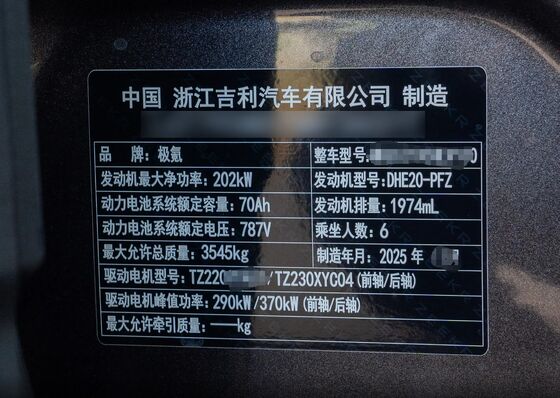 中国 浙江吉利汽车有限公司 制造
品 牌:极氪 整车型号: 0
发动机最大净功率:202kW 发动机型号:DHE20-PFZ
动力电池系统额定容量:70Ah 发动机排量:1974mL
动力电池系统额定电压:787V 乘坐人数:6
最大允许总质量:3545kg 制造年月:2025 年
驱动电机型号:TZ220 /TZ230XYC04(前轴/后轴)
驱动电机峰值功率:290kW/370kW(前轴/后轴)
最大允许牵引质量:——kg